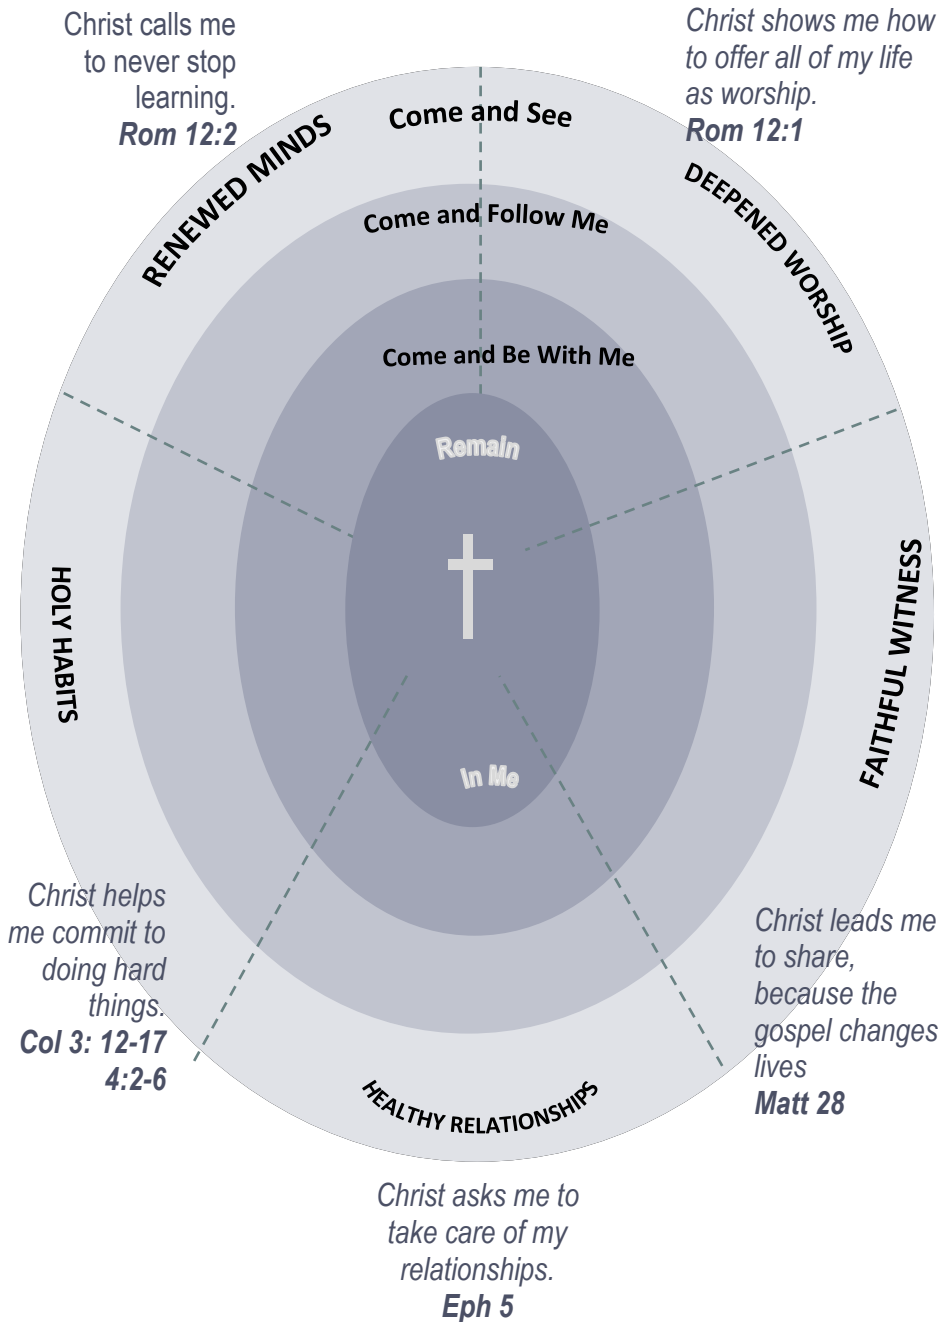 Christ calls me
to never stop
learning.
Rom 12:2
Christ shows me how
to offer all of my life
as worship.
Rom 12:1
Come and See
RENEWED MINDS
DEEPENED WORSHIP
Come and Follow Me
Come and Be With Me
Remain
In Me
HOLY HABITS
FAITHFUL WITNESS
Christ helps
me commit to
doing hard
things.
Col 3: 12-17
4:2-6
Christ leads me
to share,
because the
gospel changes
lives
Matt 28
HEALTHY RELATIONSHIPS
Christ asks me to
take care of my
relationships.
Eph 5